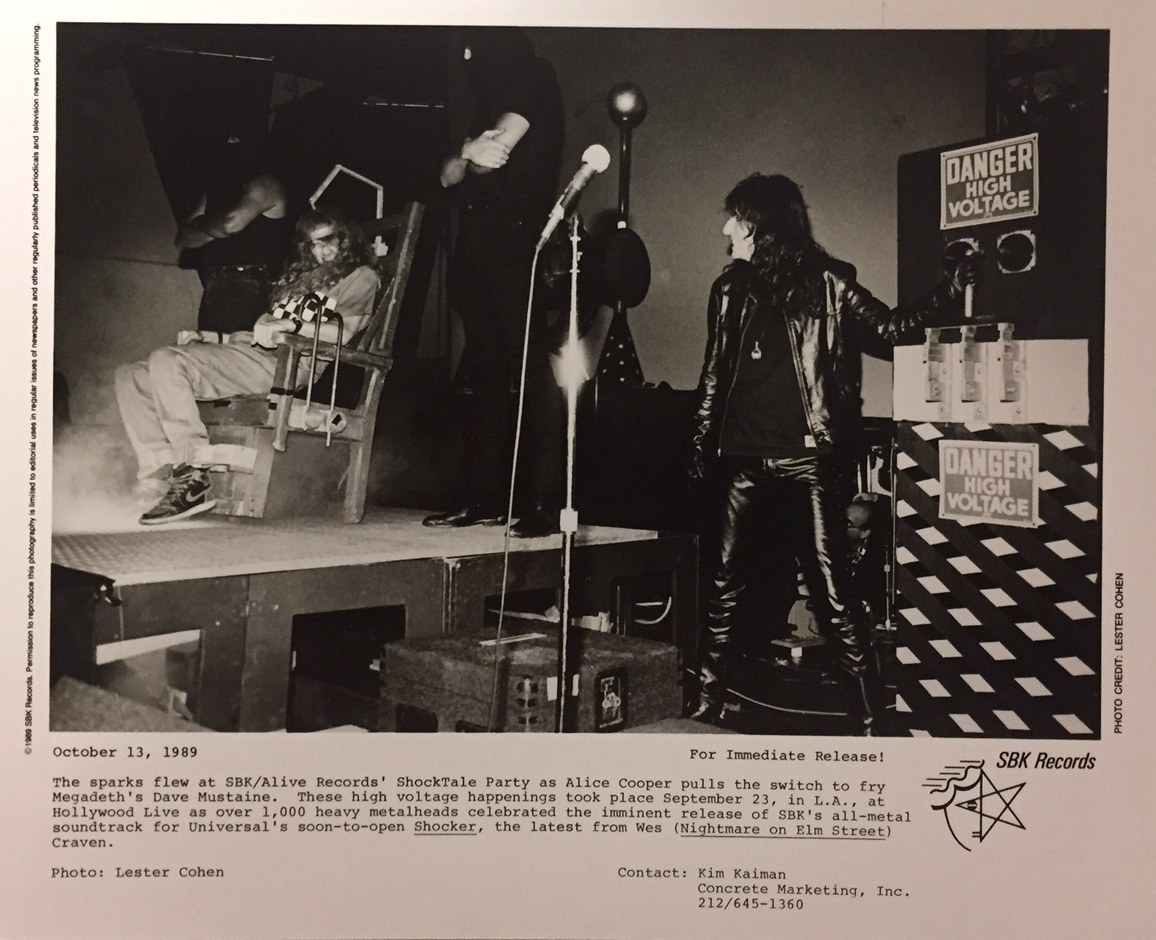 ©1989 SBK Records. Permission to reproduce this photography is limited to editorial uses in regular issues of newspapers and other regularly published periodicals and television news programming.
DANGER
HIGH
VOLTAGE
DANGER
HIGH
VOLTAGE
PHOTO CREDIT: LESTER COHEN
October 13, 1989
For Immediate Release!
SBK Records
The sparks flew at SBK/Alive Records' ShockTale Party as Alice Cooper pulls the switch to fry
Megadeth's Dave Mustaine. These high voltage happenings took place September 23, in L.A., at
Hollywood Live as over 1,000 heavy metalheads celebrated the imminent release of SBK's all-metal
soundtrack for Universal's soon-to-open Shocker, the latest from Wes (Nightmare on Elm Street)
Craven.
Photo: Lester Cohen
Contact: Kim Kaiman
Concrete Marketing, Inc.
212/645-1360